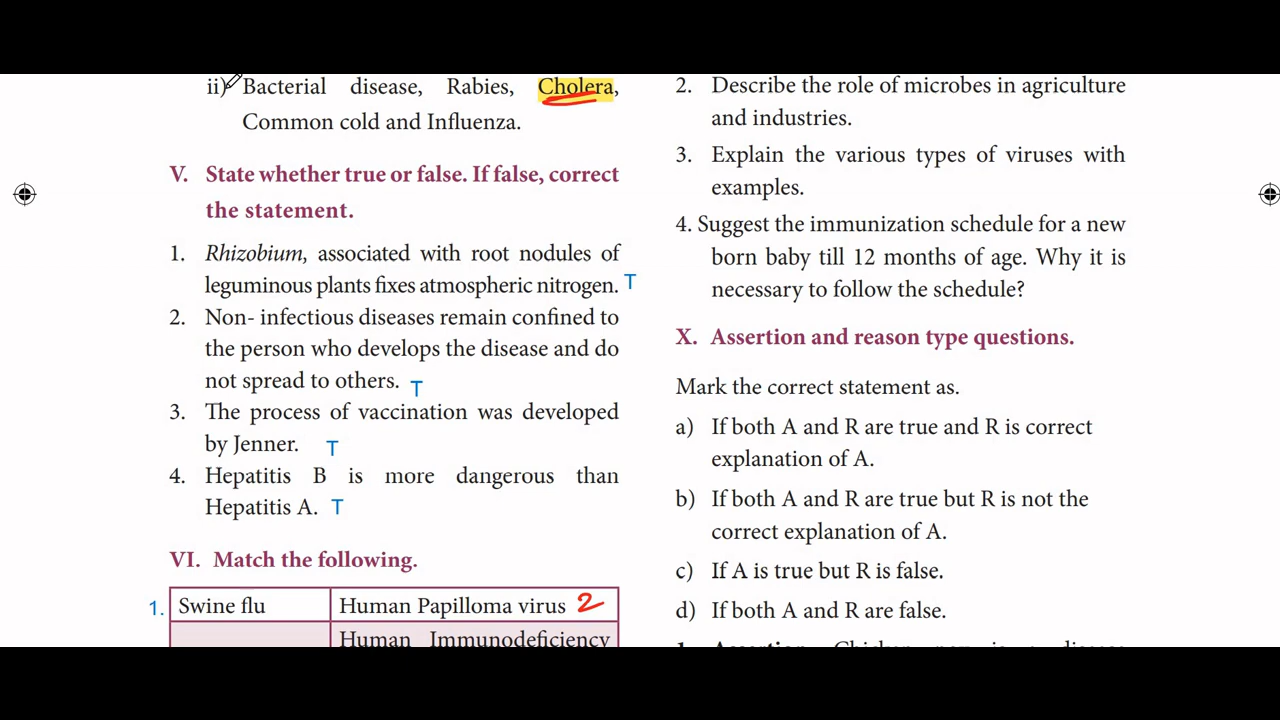 ii) Bacterial disease, Rabies, Cholera,
Common cold and Influenza.
V. State whether true or false. If false, correct
the statement.
1. Rhizobium, associated with root nodules of
leguminous plants fixes atmospheric nitrogen. T
2. Non- infectious diseases remain confined to
the person who develops the disease and do
not spread to others. T
3. The process of vaccination was developed
by Jenner. T
4. Hepatitis B is more dangerous than
Hepatitis A. T
VI. Match the following.
1. Swine flu Human Papilloma virus 2
Human Immunodeficiency
2. Describe the role of microbes in agriculture
and industries.
3. Explain the various types of viruses with
examples.
4. Suggest the immunization schedule for a new
born baby till 12 months of age. Why it is
necessary to follow the schedule?
X. Assertion and reason type questions.
Mark the correct statement as.
a) If both A and R are true and R is correct
explanation of A.
b) If both A and R are true but R is not the
correct explanation of A.
c) If A is true but R is false.
d) If both A and R are false.